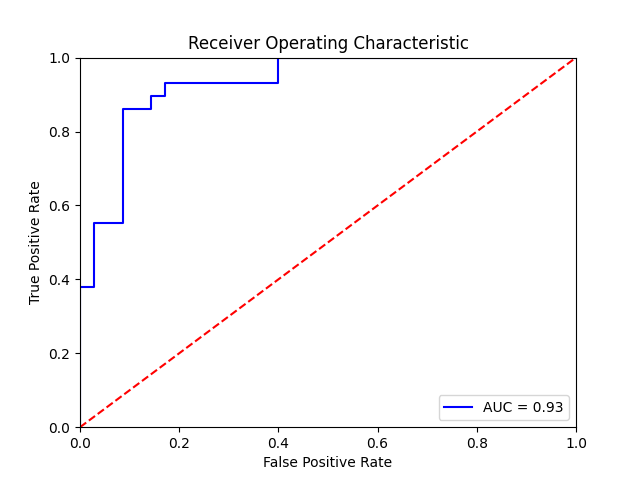 Receiver Operating Characteristic
True Positive Rate
1.0
0.8
0.6
0.4
0.2
0.0
AUC = 0.93
0.0 0.2 0.4 0.6 0.8 1.0
False Positive Rate